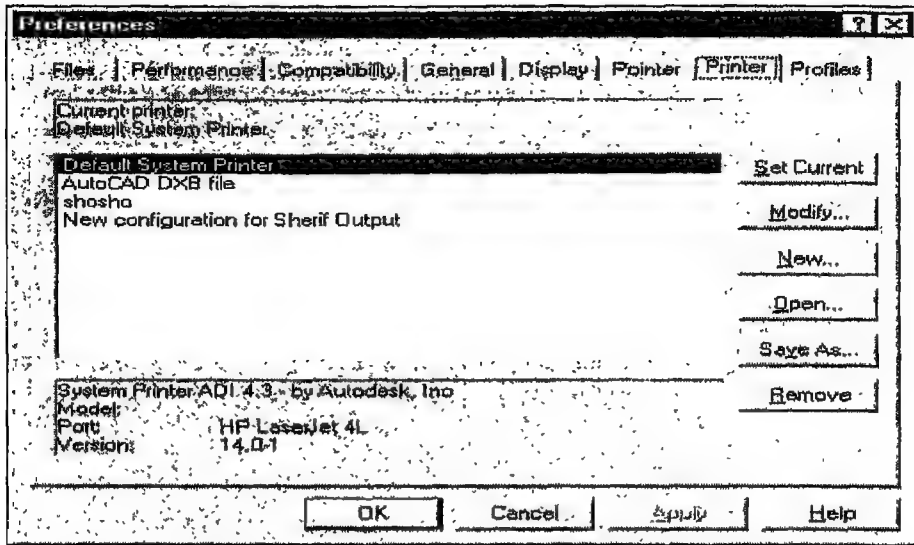 Preferences
? X
Files Performance Compatibility General Display Pointer Printer Profiles
Current printer:
Default System Printer
Default System Printer
AutoCAD DXB file
shosho
New configuration for Sherif Output
Set Current
Modify...
New...
Open...
Save As...
Remove
System Printer ADI 4.3 - by Autodesk, Inc
Model:
Port: HP LaserJet 4L
Version: 14.0-1
OK Cancel Apply Help